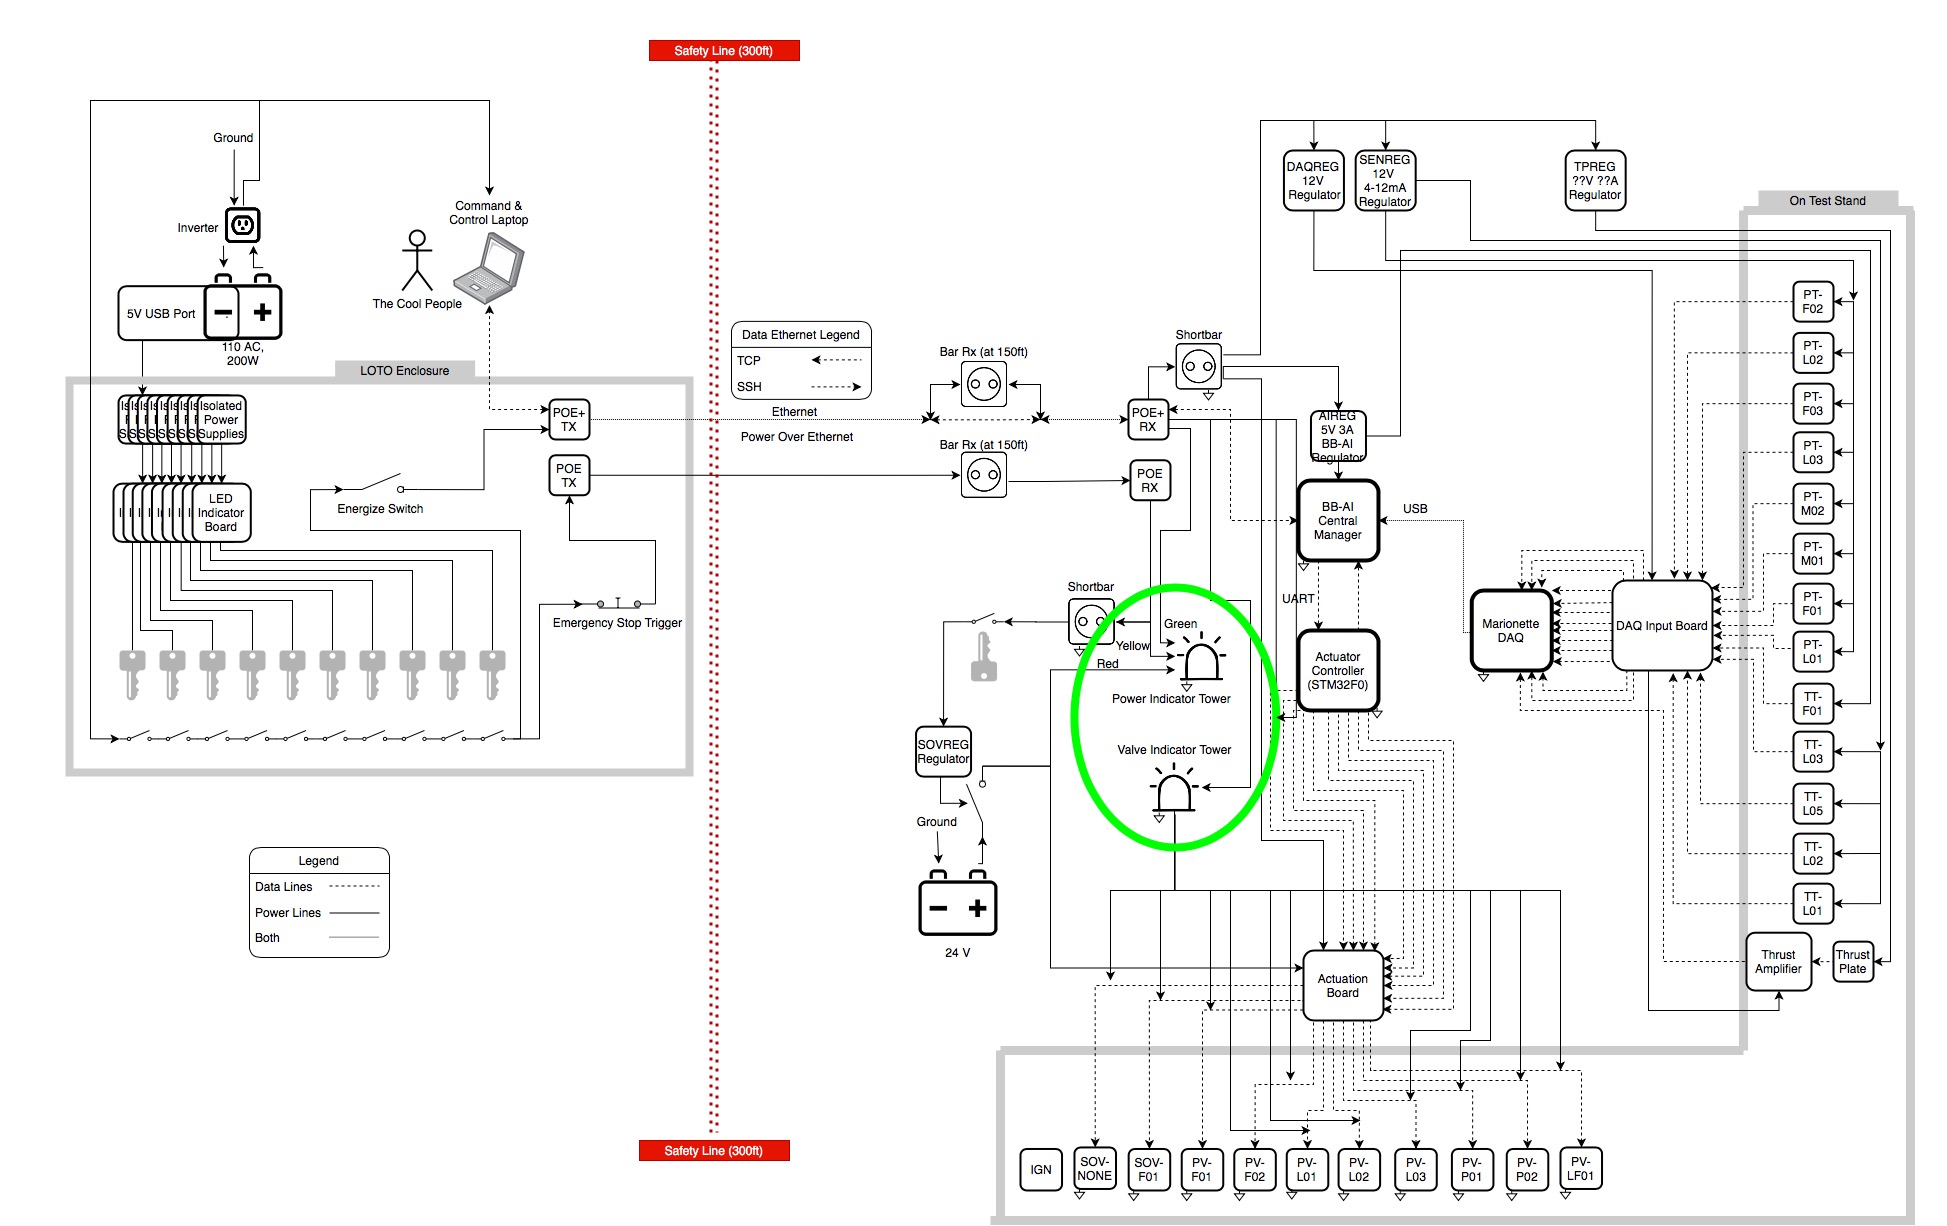 Safety Line (300ft)
Ground
Inverter
Command &
Control Laptop
The Cool People
5V USB Port
110 AC,
200W
LOTO Enclosure
Isolated
Power
Supplies
LED
Indicator
Board
Energize Switch
POE+
TX
POE
TX
Emergency Stop Trigger
Legend
Data Lines
Power Lines
Both
Data Ethernet Legend
TCP
SSH
Ethernet
Power Over Ethernet
Bar Rx (at 150ft)
Bar Rx (at 150ft)
POE+
RX
POE
RX
Shortbar
Shortbar
DAQREG
12V
Regulator
SENREG
12V
4-12mA
Regulator
TPREG
??V ??A
Regulator
On Test Stand
AIREG
5V 3A
BB-AI
Regulator
BB-AI
Central
Manager
USB
UART
Actuator
Controller
(STM32F0)
Marionette
DAQ
DAQ Input Board
Green
Yellow
Red
Power Indicator Tower
Valve Indicator Tower
SOVREG
Regulator
Ground
24 V
Actuation
Board
PT-
F02
PT-
L02
PT-
F03
PT-
L03
PT-
M02
PT-
M01
PT-
F01
PT-
L01
TT-
F01
TT-
L03
TT-
L05
TT-
L02
TT-
L01
Thrust
Amplifier
Thrust
Plate
Safety Line (300ft)
IGN
SOV-
NONE
SOV-
F01
PV-
F01
PV-
F02
PV-
L01
PV-
L02
PV-
L03
PV-
P01
PV-
P02
PV-
LF01